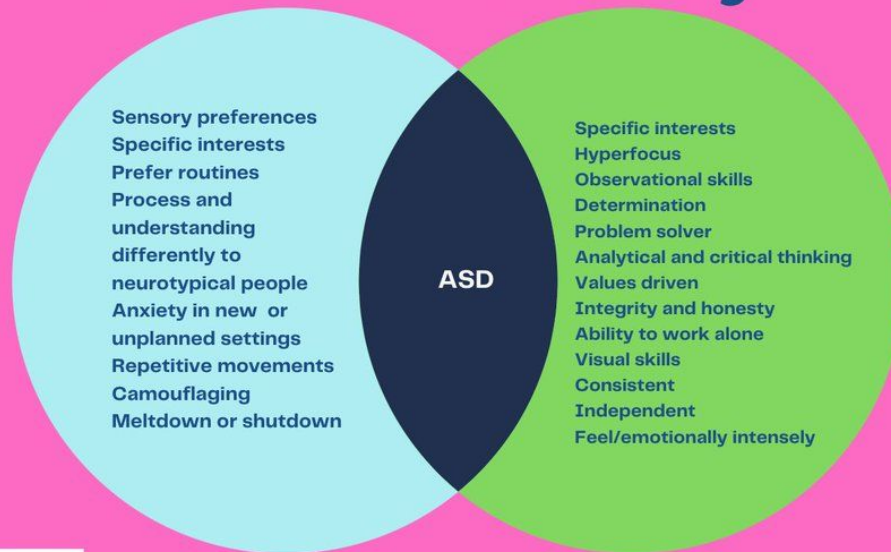 Sensory preferences
Specific interests
Prefer routines
Process and
understanding
differently to
neurotypical people
Anxiety in new or
unplanned settings
Repetitive movements
Camouflaging
Meltdown or shutdown
ASD
Specific interests
Hyperfocus
Observational skills
Determination
Problem solver
Analytical and critical thinking
Values driven
Integrity and honesty
Ability to work alone
Visual skills
Consistent
Independent
Feel/emotionally intensely